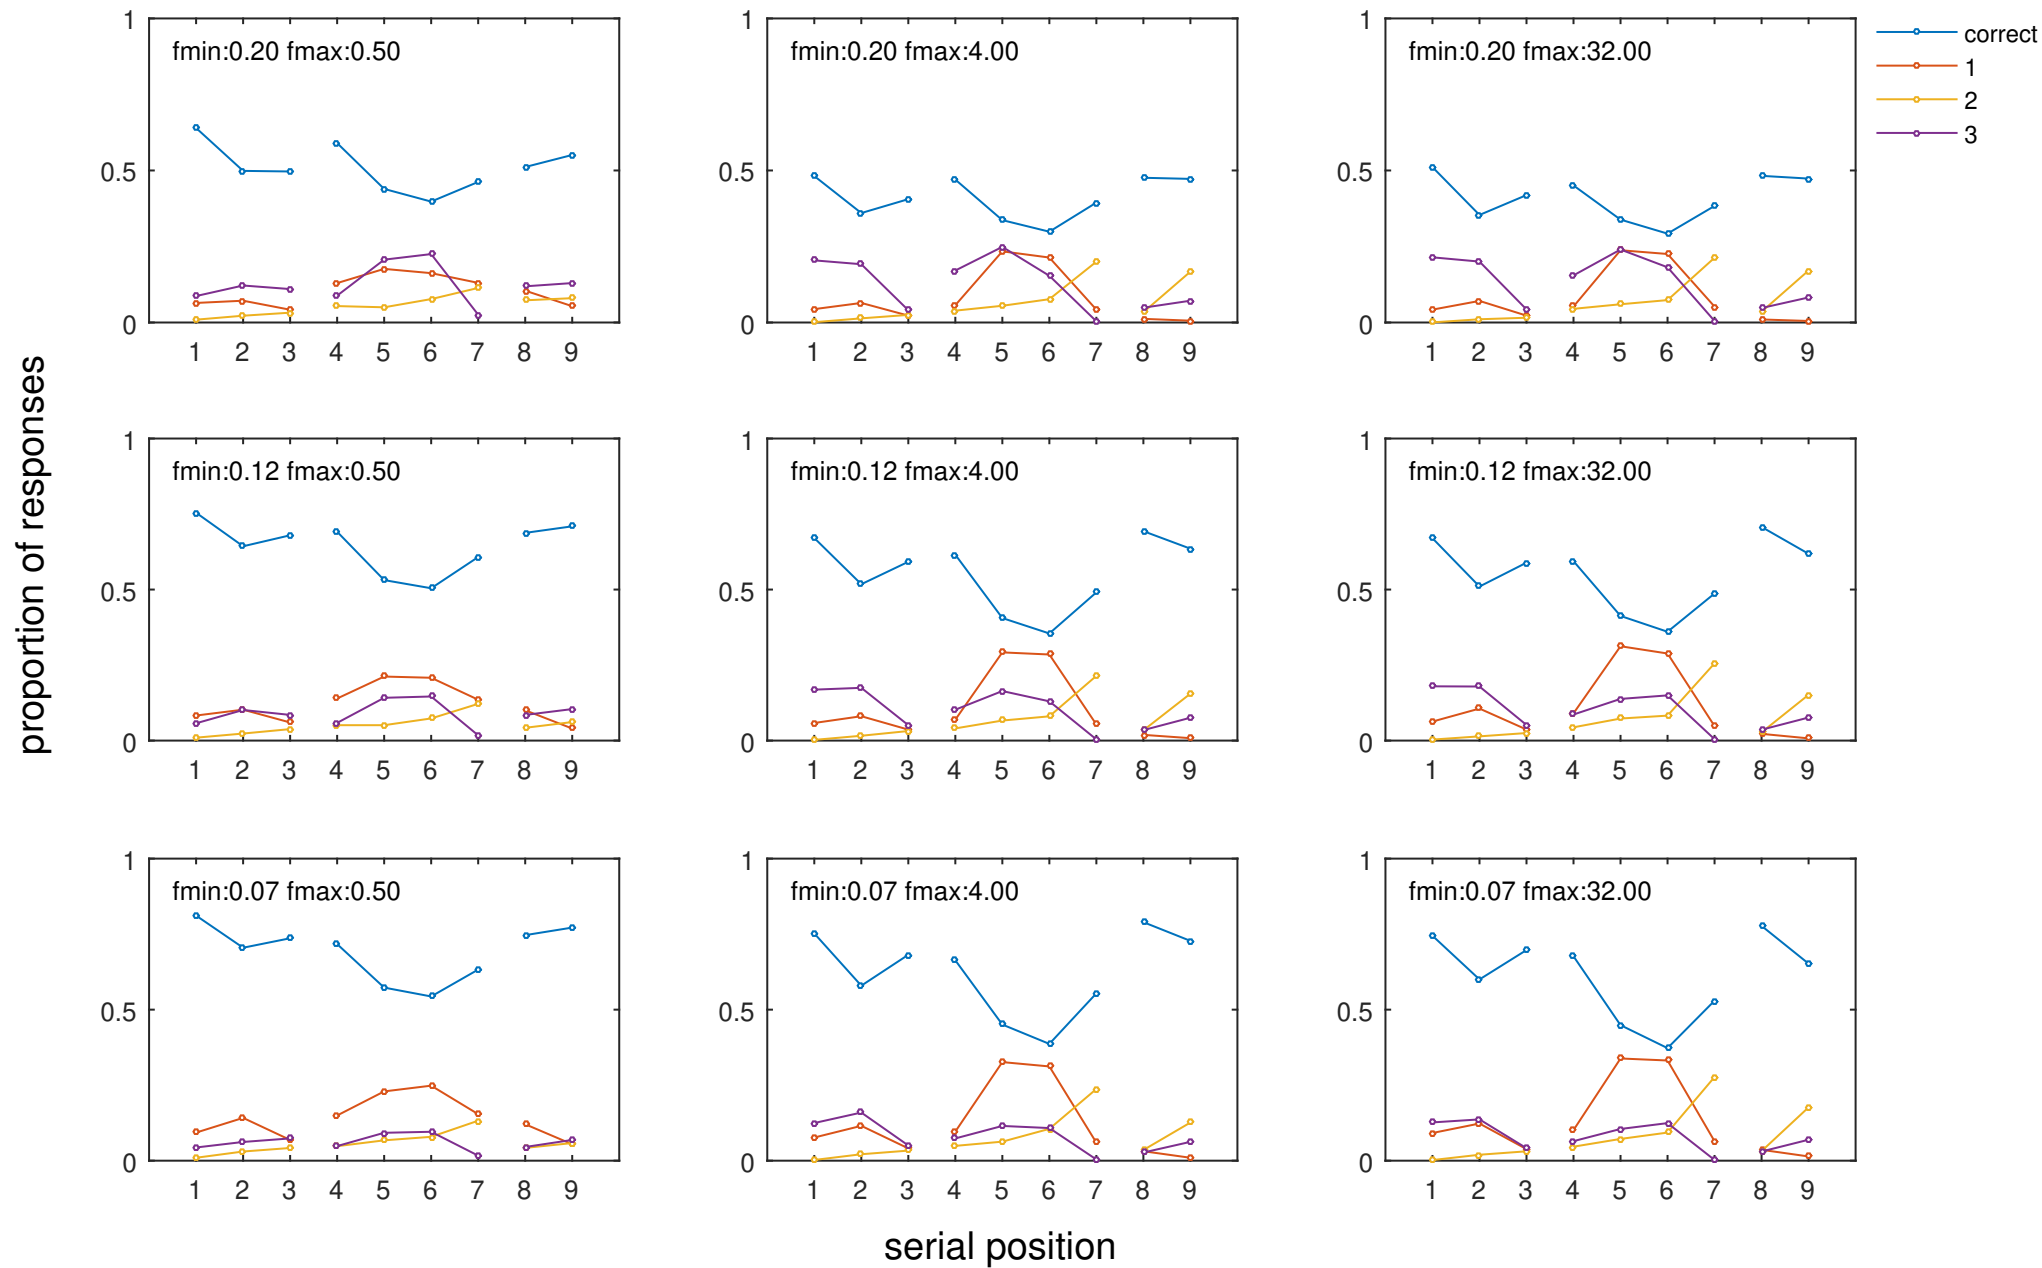 proportion of responses
1
fmin:0.20 fmax:0.50
0.5
0
1 2 3 4 5 6 7 8 9
1
fmin:0.20 fmax:4.00
0.5
0
1 2 3 4 5 6 7 8 9
1
fmin:0.20 fmax:32.00
0.5
0
1 2 3 4 5 6 7 8 9
correct
1
2
3
1
fmin:0.12 fmax:0.50
0.5
0
1 2 3 4 5 6 7 8 9
1
fmin:0.12 fmax:4.00
0.5
0
1 2 3 4 5 6 7 8 9
1
fmin:0.12 fmax:32.00
0.5
0
1 2 3 4 5 6 7 8 9
1
fmin:0.07 fmax:0.50
0.5
0
1 2 3 4 5 6 7 8 9
1
fmin:0.07 fmax:4.00
0.5
0
1 2 3 4 5 6 7 8 9
1
fmin:0.07 fmax:32.00
0.5
0
1 2 3 4 5 6 7 8 9
serial position